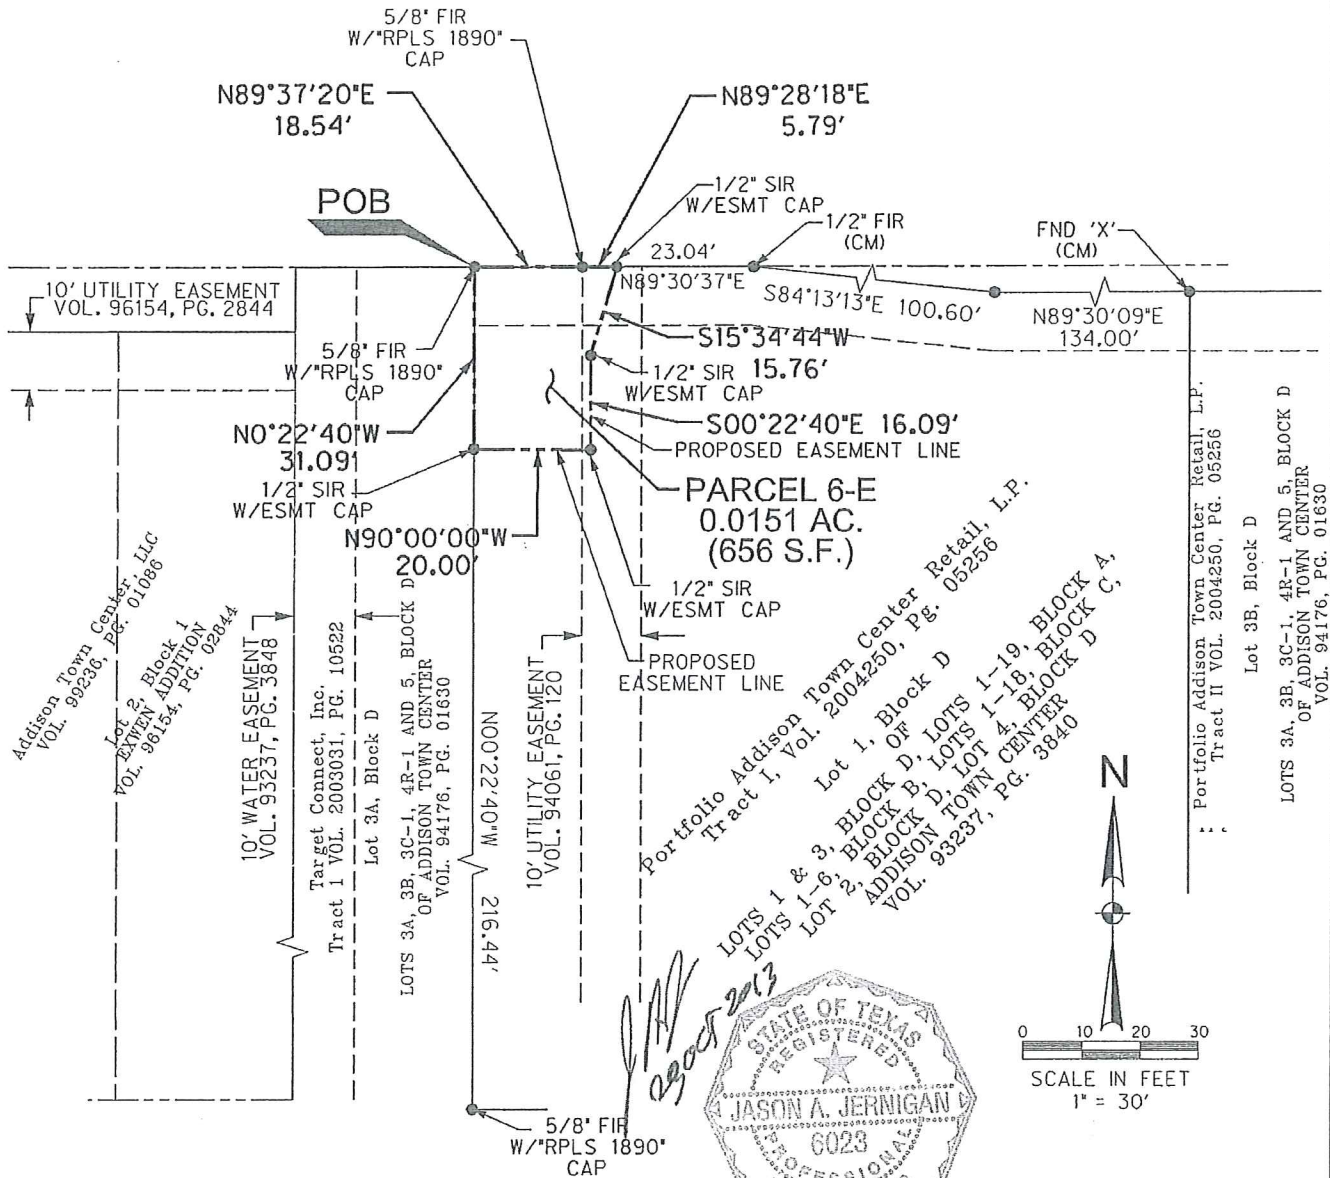 5/8" FIR
W/"RPLS 1890"
CAP
N89°37'20"E
18.54'
N89°28'18"E
5.79'
POB
1/2" SIR
W/ESMT CAP
1/2" FIR
(CM)
FND 'X'
(CM)
23.04'
N89°30'37"E
S84°13'13"E 100.60'
N89°30'09"E
134.00'
10' UTILITY EASEMENT
VOL. 96154, PG. 2844
5/8" FIR
W/"RPLS 1890"
CAP
S15°34'44"W
15.76'
1/2" SIR
W/ESMT CAP
N0°22'40"W
31.09'
S00°22'40"E 16.09'
PROPOSED EASEMENT LINE
1/2" SIR
W/ESMT CAP
PARCEL 6-E
0.0151 AC.
(656 S.F.)
N90°00'00"W
20.00'
1/2" SIR
W/ESMT CAP
PROPOSED
EASEMENT LINE
Addison Town Center, LLC
VOL. 99236, PG. 01086
Lot 2, Block 1
EXWEN ADDITION
VOL. 96154, PG. 02844
10' WATER EASEMENT
VOL. 93237, PG. 3848
Target Connect, Inc.
Tract 1 VOL. 2003031, PG. 10522
Lot 3A, Block D
LOTS 3A, 3B, 3C-1, 4R-1 AND 5, BLOCK D
OF ADDISON TOWN CENTER
VOL. 94176, PG. 01630
N00°22'40"W 216.44'
10' UTILITY EASEMENT
VOL. 94061, PG. 120
Portfolio Addison Town Center Retail, L.P.
Tract I, Vol. 2004250, Pg. 05256
Lot 1, Block D
OF
LOTS 1 & 3, BLOCK D, LOTS 1-19, BLOCK A,
LOTS 1-6, BLOCK B, LOTS 1-18, BLOCK C,
LOT 2, BLOCK D, LOT 4, BLOCK D
ADDISON TOWN CENTER
VOL. 93237, PG. 3840
Portfolio Addison Town Center Retail, L.P.
Tract II VOL. 2004250, PG. 05256
Lot 3B, Block D
LOTS 3A, 3B, 3C-1, 4R-1 AND 5, BLOCK D
OF ADDISON TOWN CENTER
VOL. 94176, PG. 01630
N
0 10 20 30
SCALE IN FEET
1" = 30'
OCT 2013
STATE OF TEXAS
REGISTERED
JASON A. JERNIGAN
6023
PROFESSIONAL
5/8" FIR
W/"RPLS 1890"
CAP